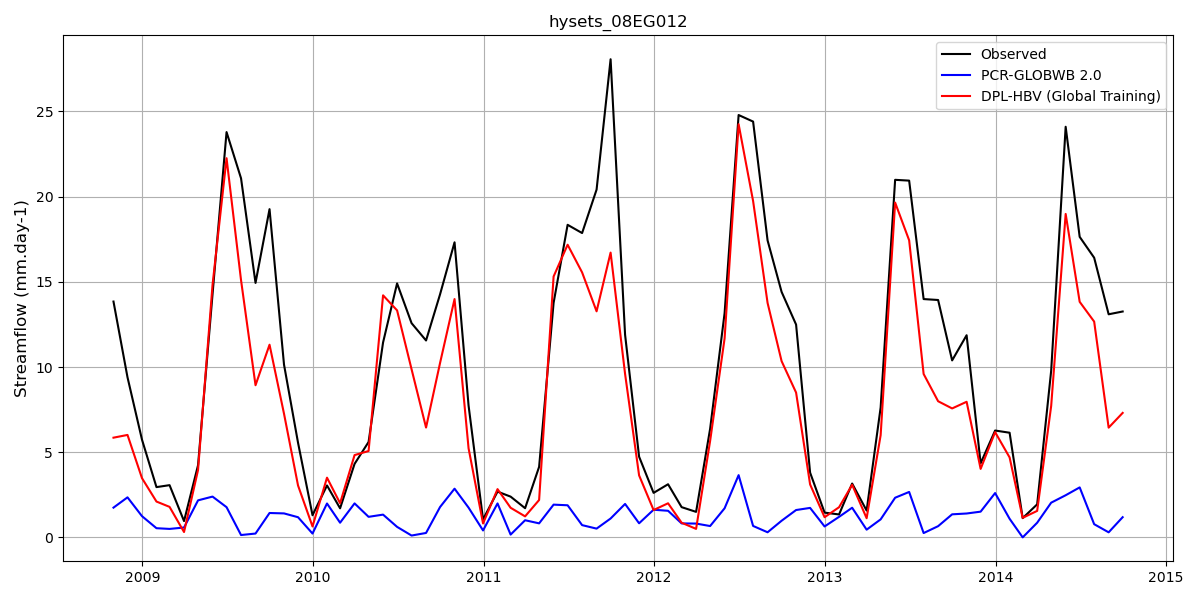 hysets_08EG012
Observed
PCR-GLOBWB 2.0
DPL-HBV (Global Training)
Streamflow (mm.day-1)
25
20
15
10
5
0
2009
2010
2011
2012
2013
2014
2015